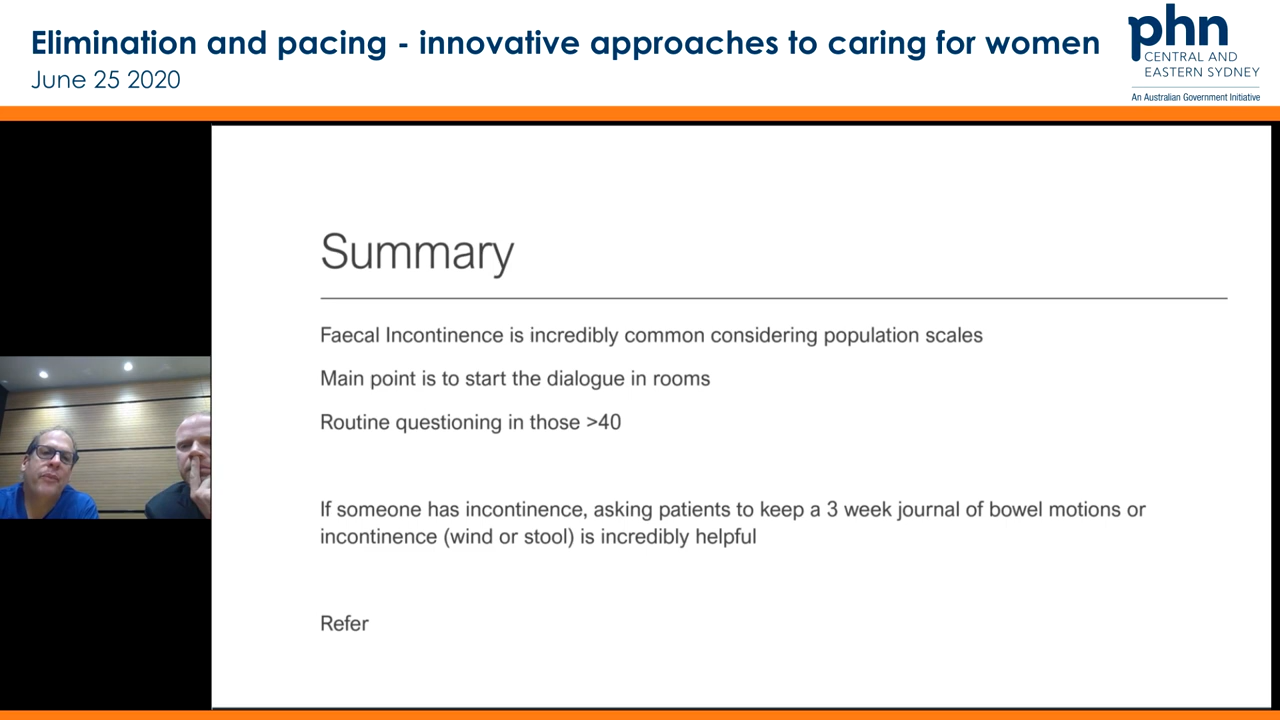 Elimination and pacing - innovative approaches to caring for women
June 25 2020
phn
CENTRAL AND
EASTERN SYDNEY
An Australian Government Initiative
Summary
Faecal Incontinence is incredibly common considering population scales
Main point is to start the dialogue in rooms
Routine questioning in those >40
If someone has incontinence, asking patients to keep a 3 week journal of bowel motions or
incontinence (wind or stool) is incredibly helpful
Refer